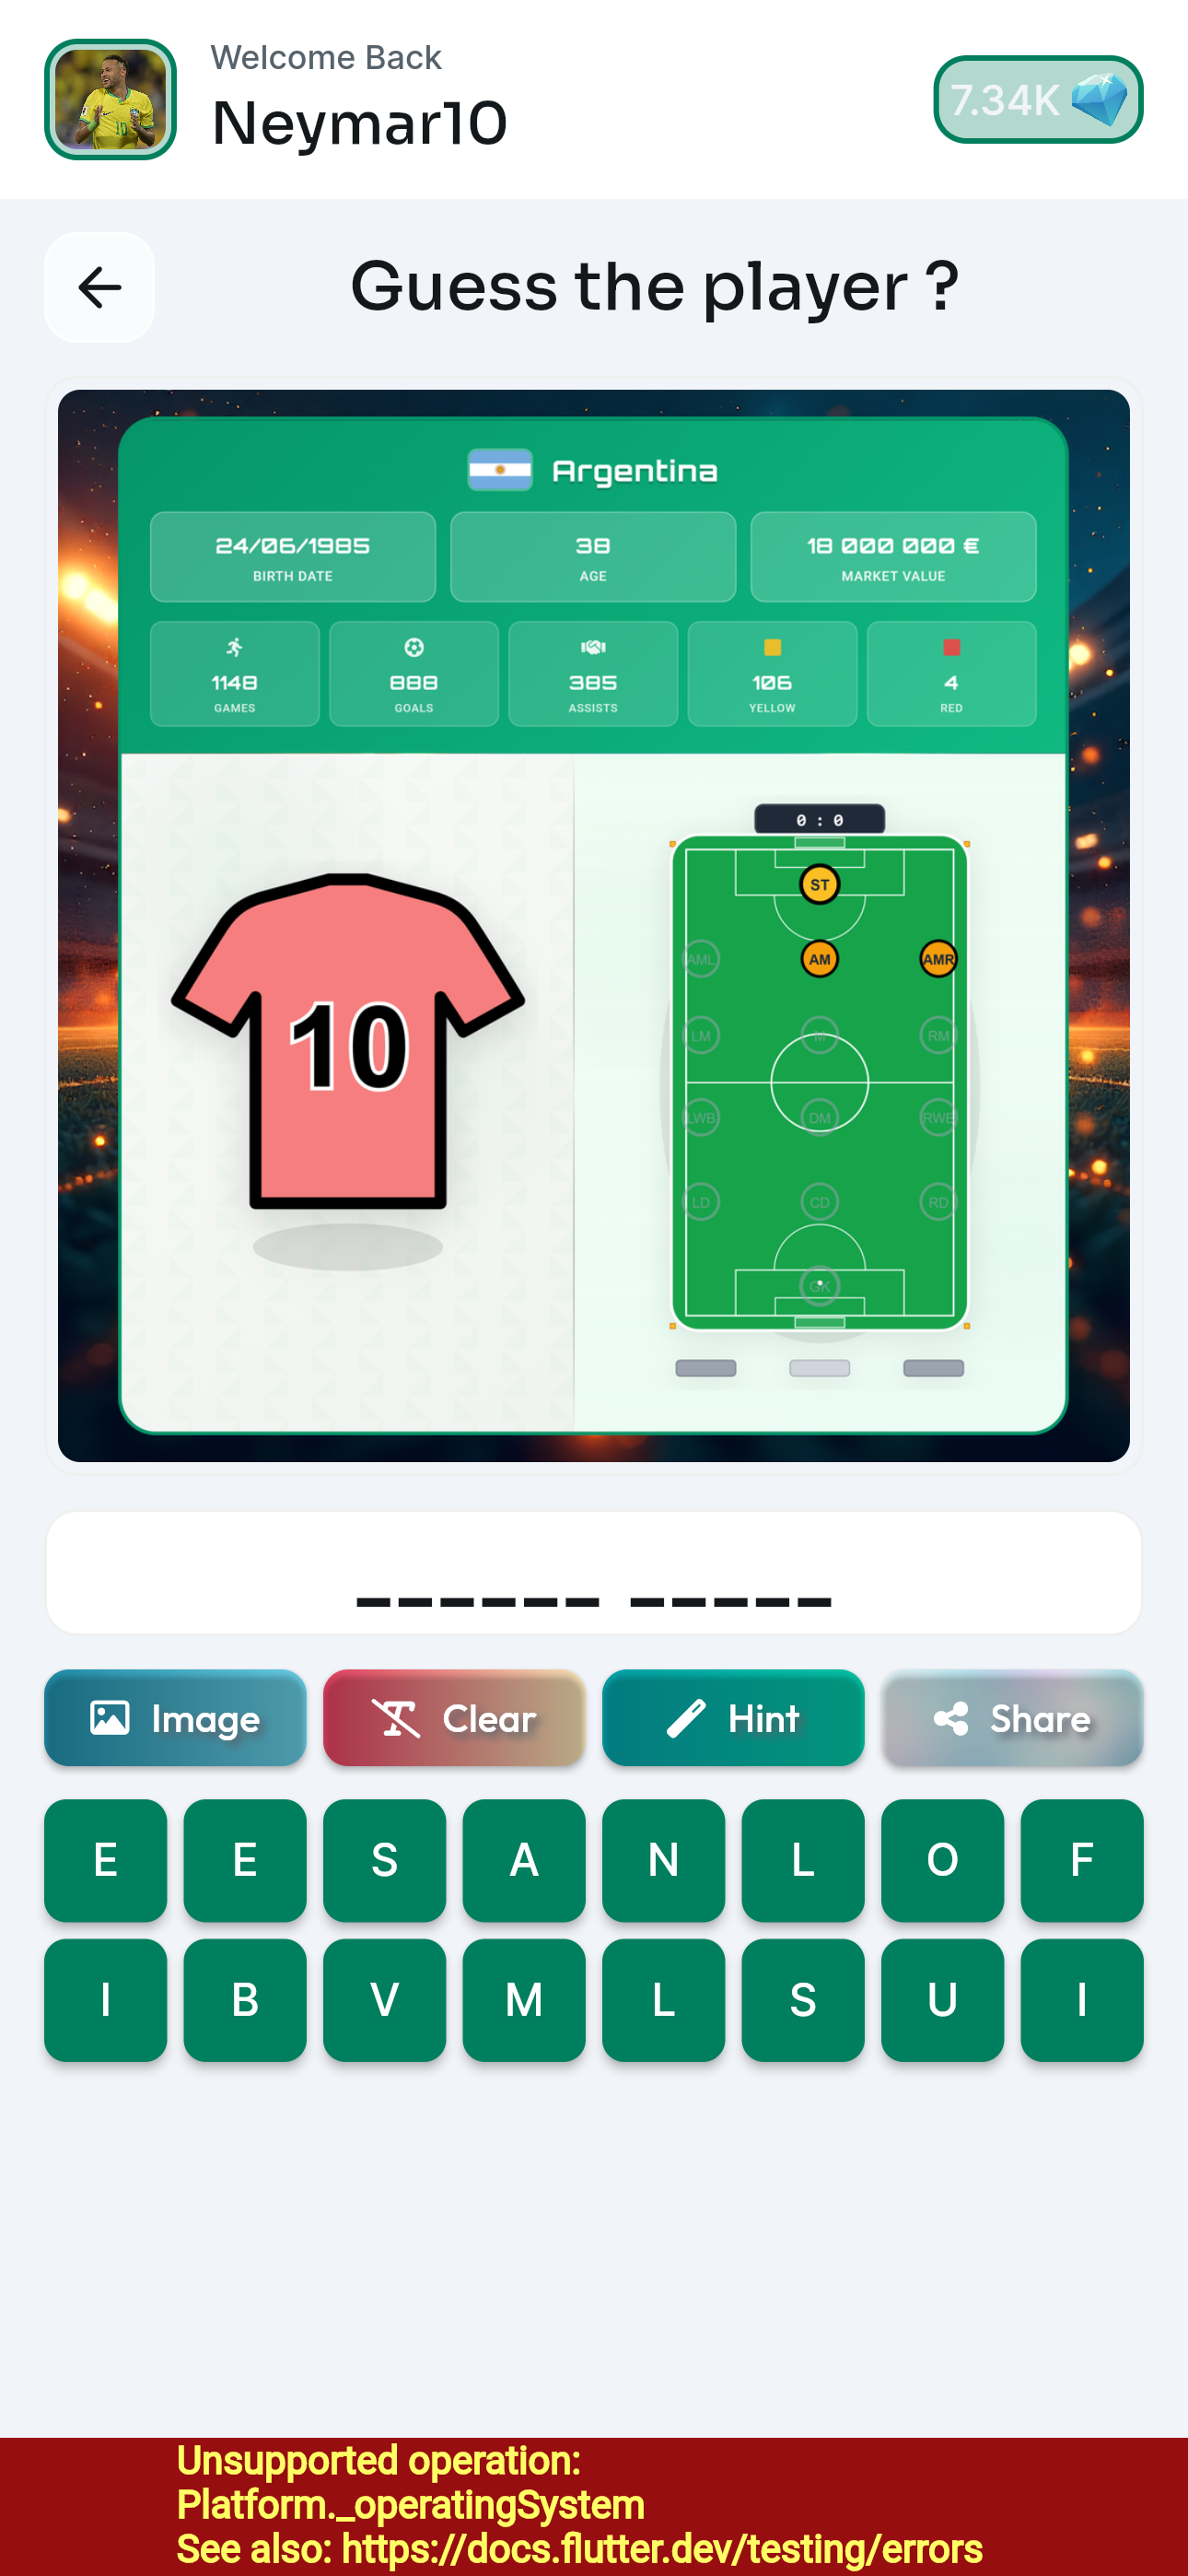 Welcome Back
Neymar10
7.34K
Guess the player ?
Argentina
24/06/1985
BIRTH DATE
38
AGE
18 000 000 €
MARKET VALUE
1148
GAMES
888
GOALS
385
ASSISTS
106
YELLOW
4
RED
0 : 0
10
ST
AML AM AMR
LM M RM
LWB DM RWB
LD CD RD
GK
______ _____
Image Clear Hint Share
E E S A N L O F
I B V M L S U I
Unsupported operation:
Platform._operatingSystem
See also: https://docs.flutter.dev/testing/errors